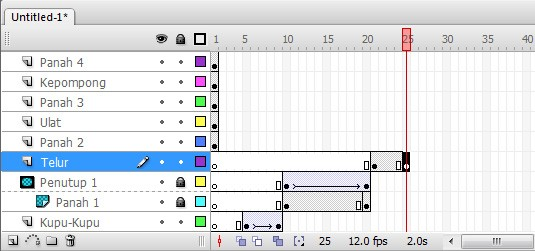 Untitled-1*
1 5 10 15 20 25 30 35 40
Panah 4
Kepompong
Panah 3
Ulat
Panah 2
Telur
Penutup 1
Panah 1
Kupu-Kupu
25 12.0 fps 2.0s